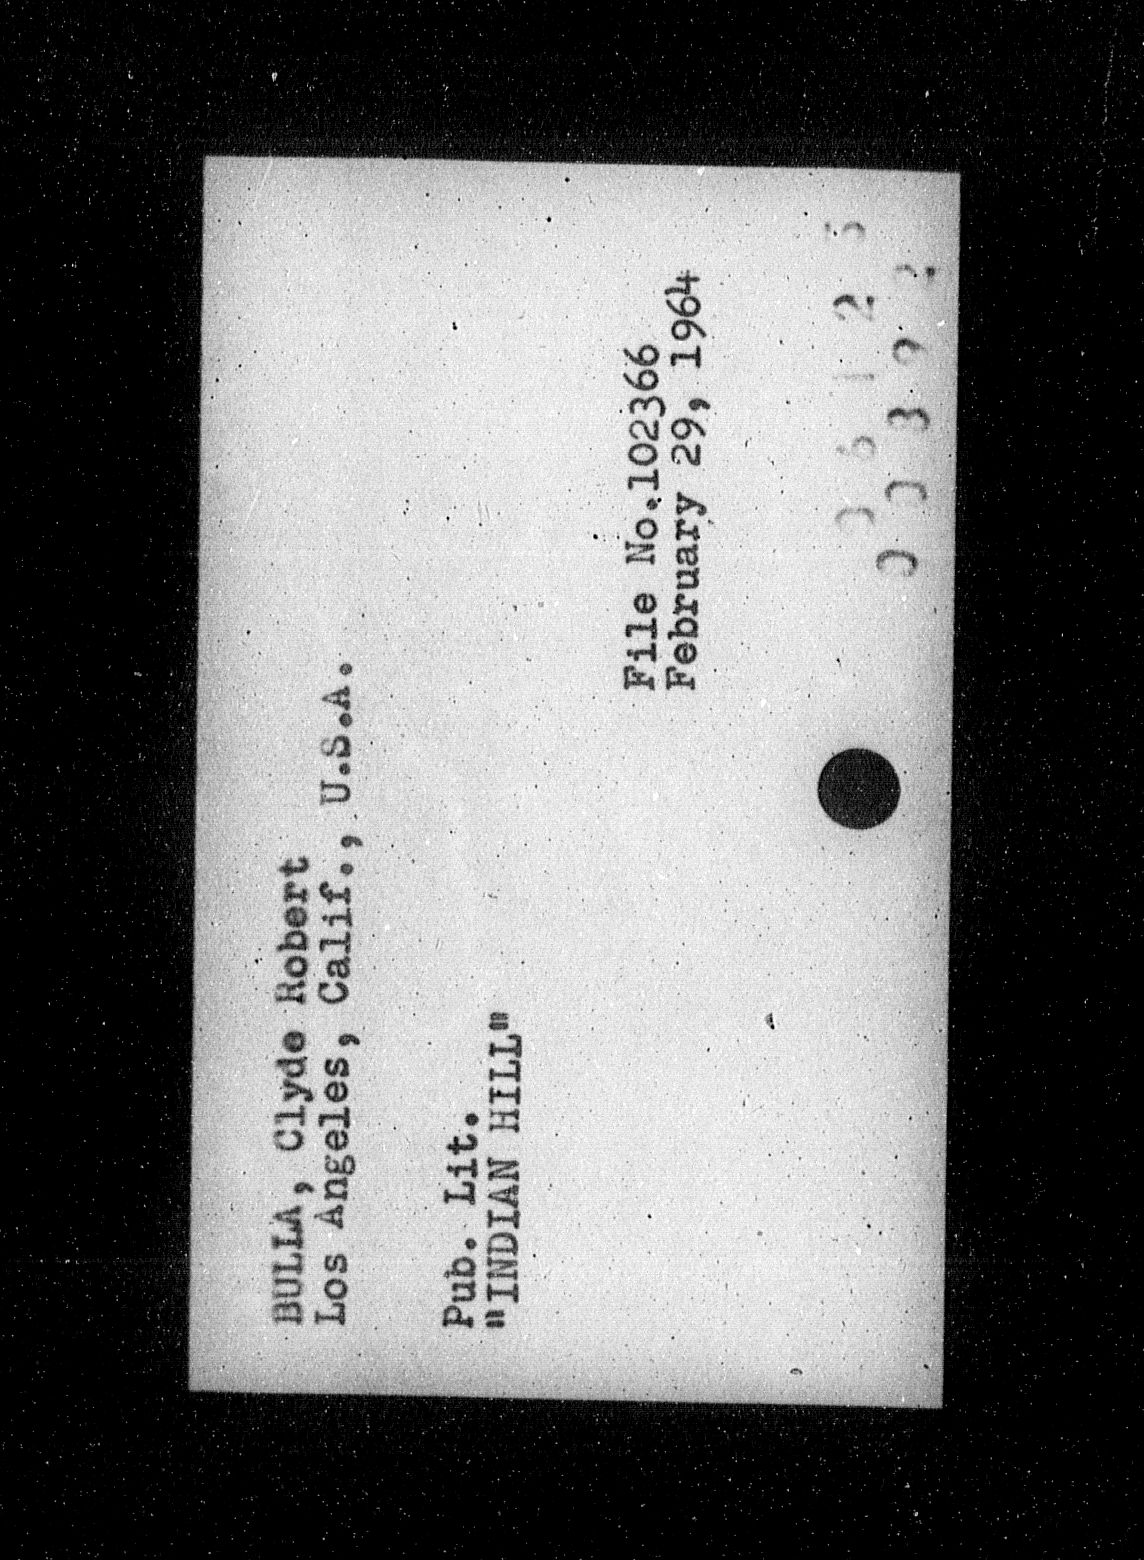 BULLA, Clyde Robert
Los Angeles, Calif., U.S.A.
Pub. Lit.
"INDIAN HILL"
File No.102366
February 29, 1964